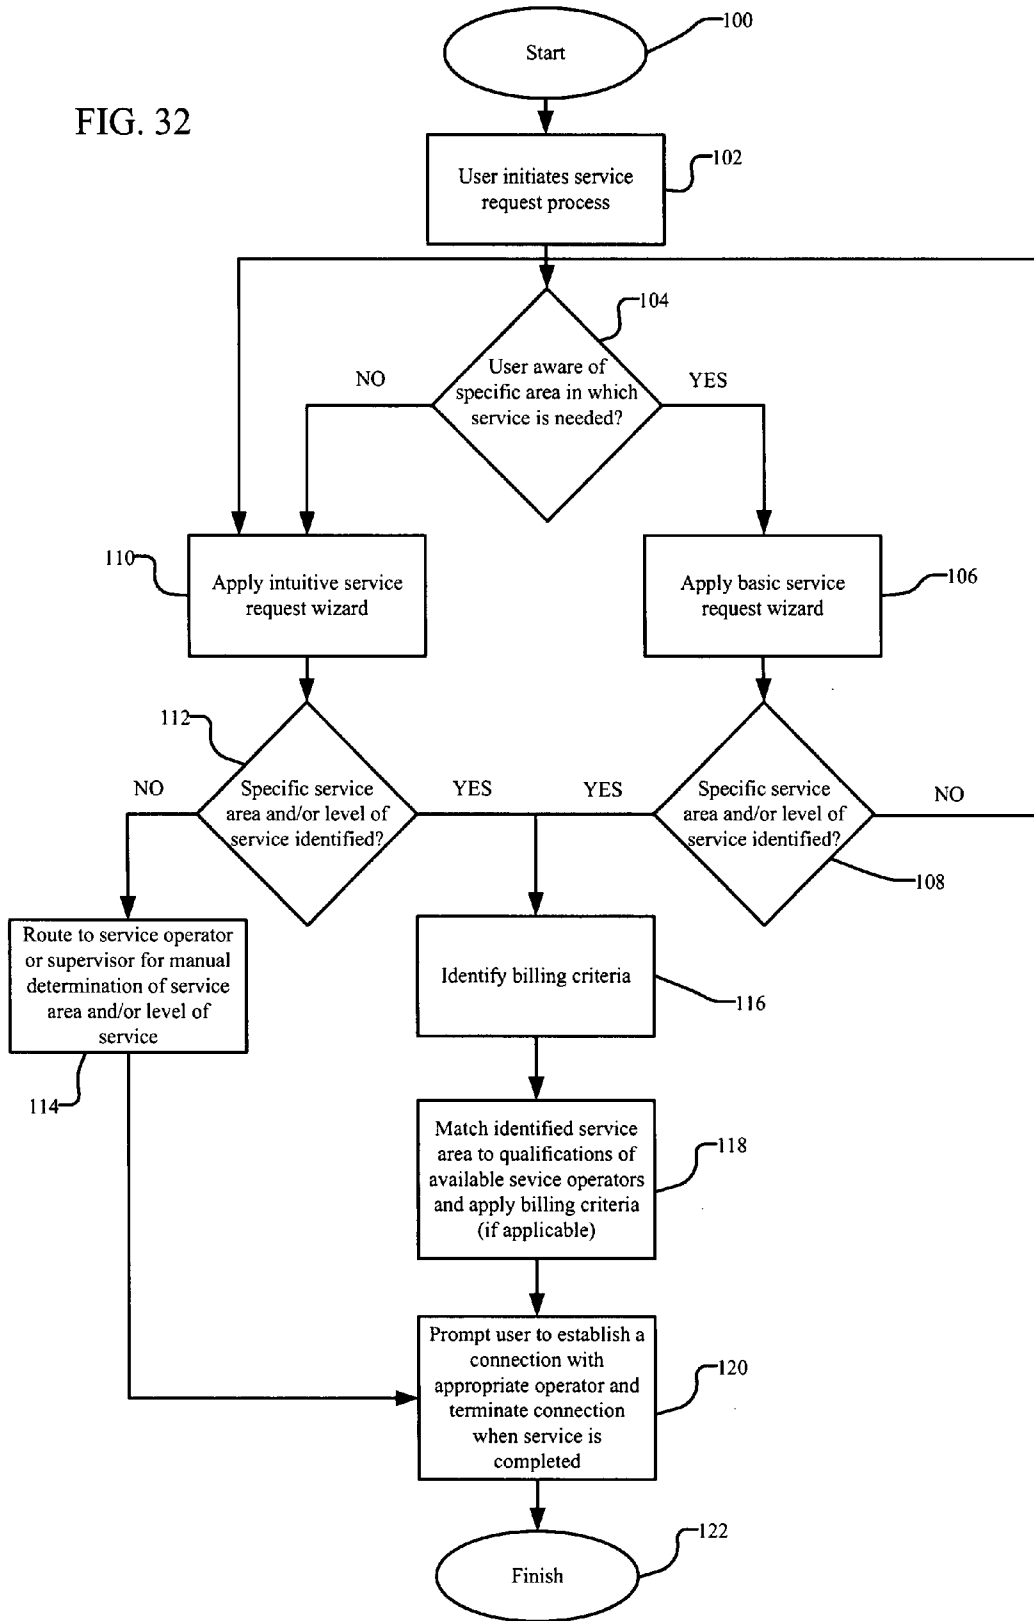 100
Start
FIG. 32
102
User initiates service
request process
104
User aware of
specific area in which
service is needed?
NO
YES
110
Apply intuitive service
request wizard
Apply basic service
request wizard
106
112
NO
Specific service
area and/or level of
service identified?
YES
YES
Specific service
area and/or level of
service identified?
NO
108
Route to service operator
or supervisor for manual
determination of service
area and/or level of
service
114
Identify billing criteria
116
Match identified service
area to qualifications of
available sevice operators
and apply billing criteria
(if applicable)
118
Prompt user to establish a
connection with
appropriate operator and
terminate connection
when service is
completed
120
Finish
122